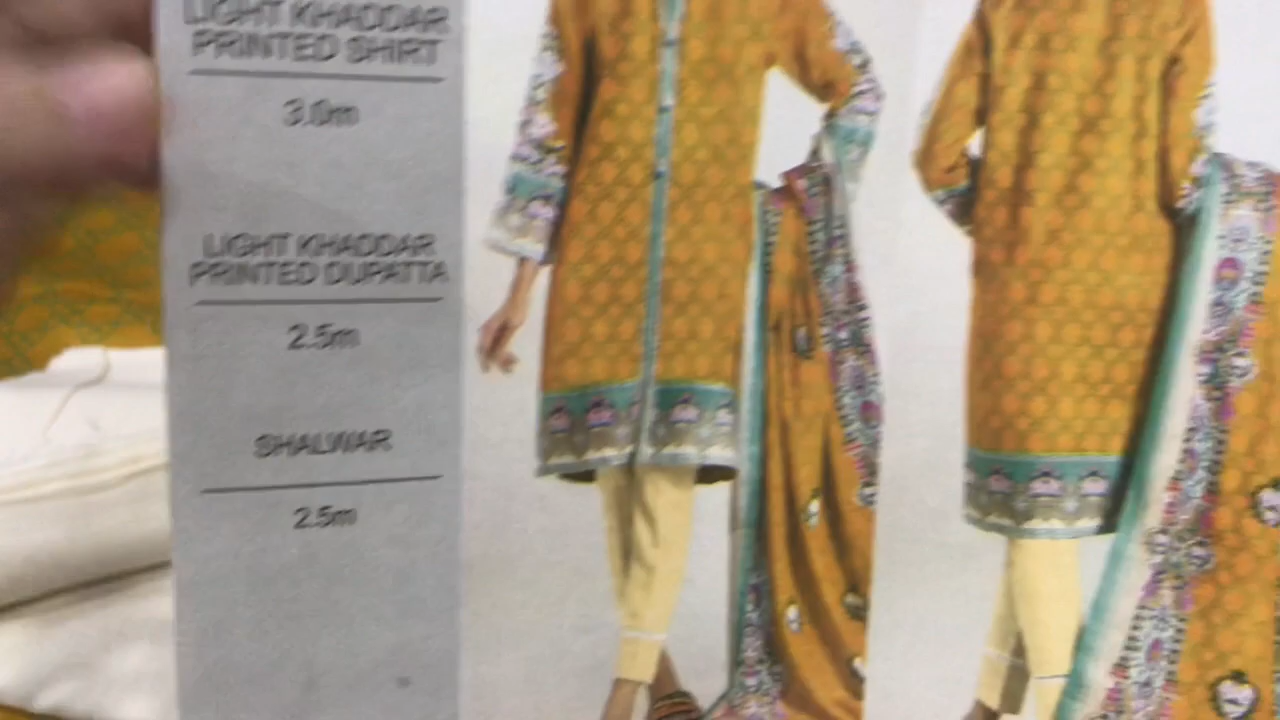 LIGHT KHADDAR
PRINTED SHIRT
3.0m
LIGHT KHADDAR
PRINTED DUPATTA
2.5m
SHALWAR
2.5m